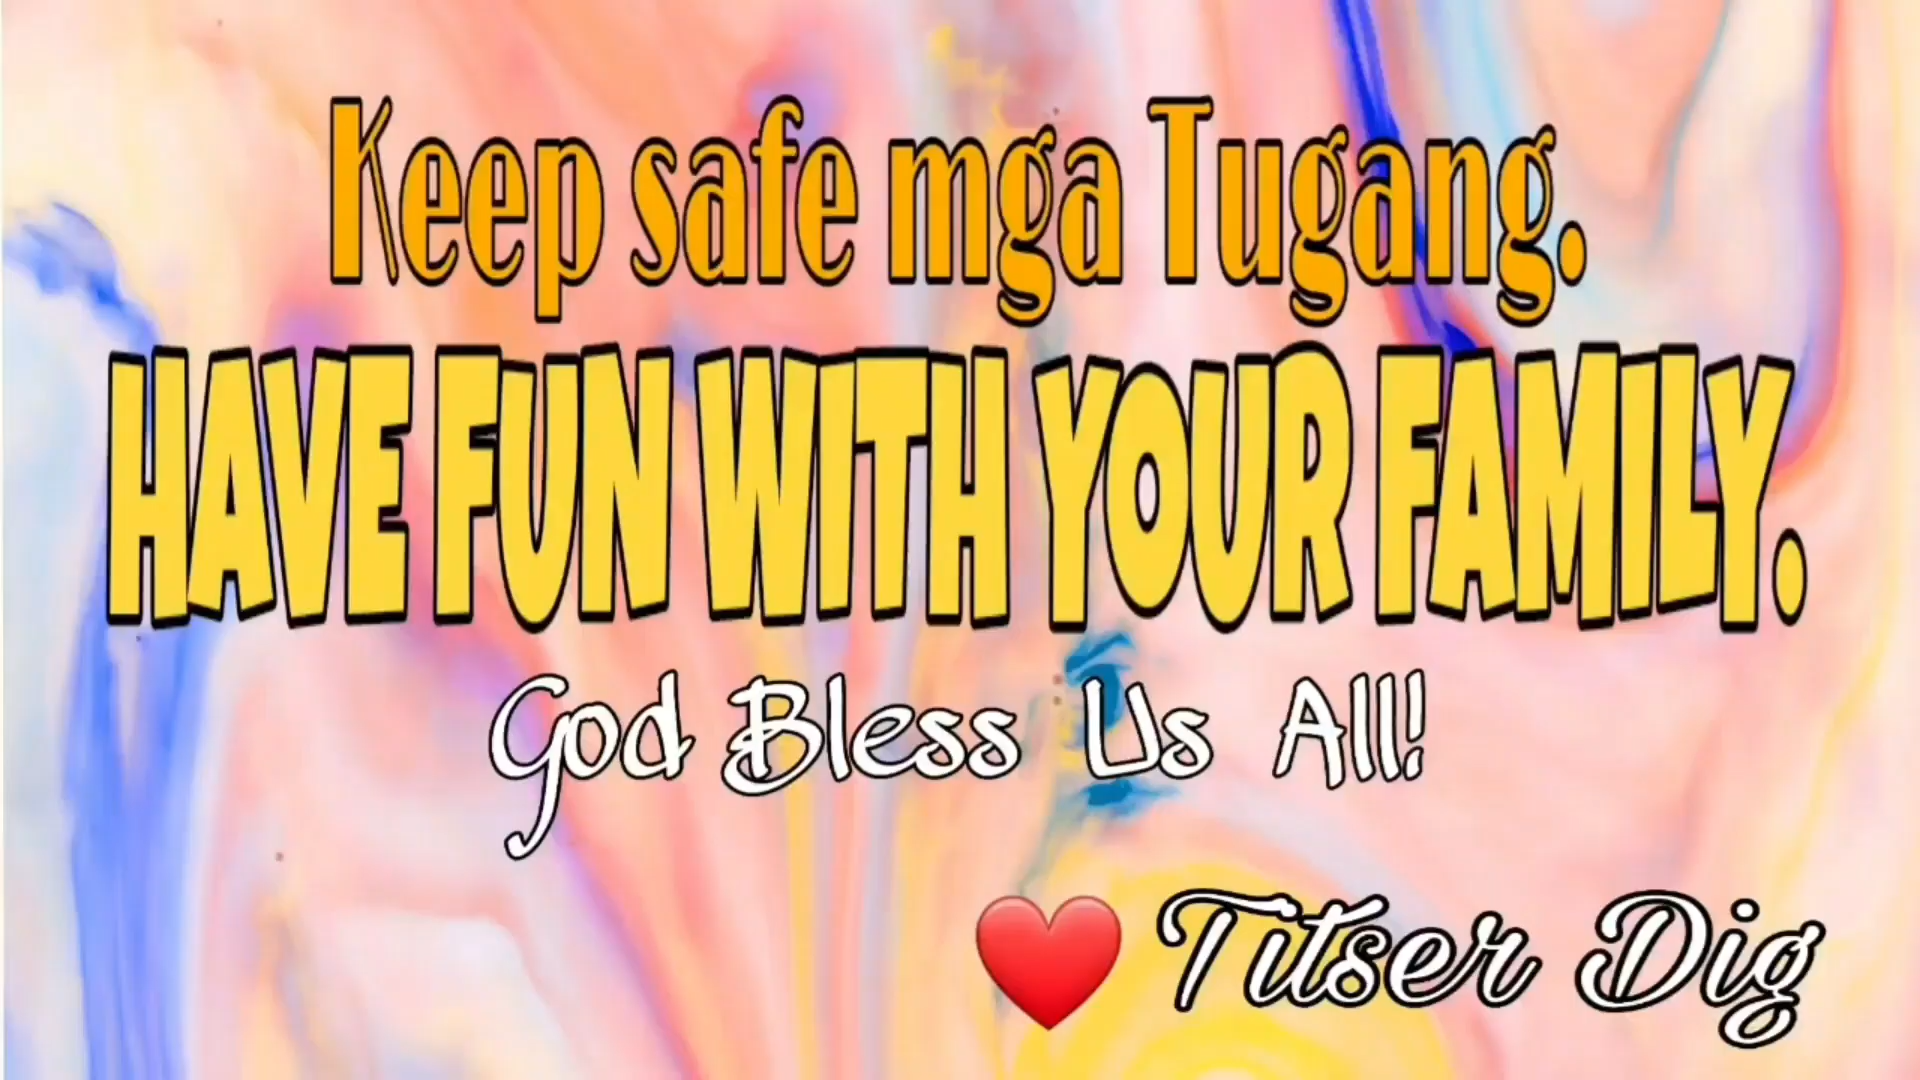 Keep safe mga Tugang.
HAVE FUN WITH YOUR FAMILY.
God Bless Us All!
❤️ Titser Dig